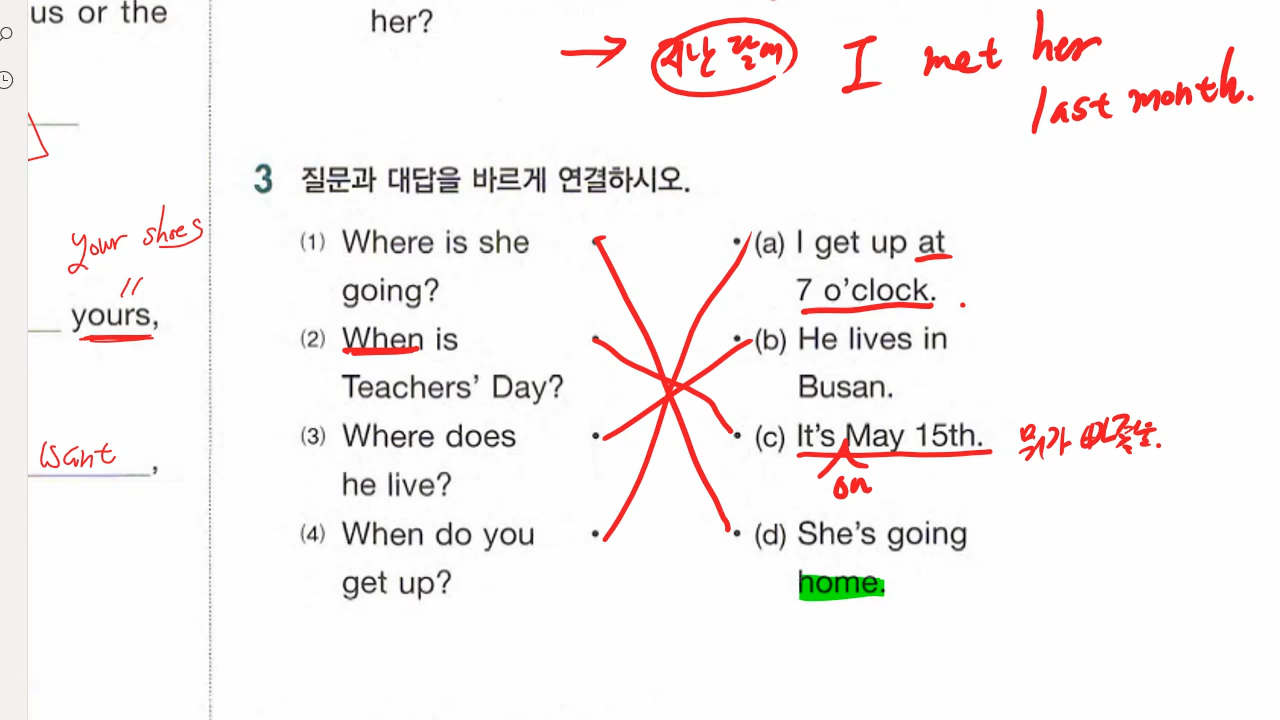 us or the
her?
→ 지난 달에 I met her
last month.
3 질문과 대답을 바르게 연결하시오.
your shoes
"
yours,
want,
(1) Where is she
going?
(2) When is
Teachers' Day?
(3) Where does
he live?
(4) When do you
get up?
(a) I get up at
7 o'clock.
(b) He lives in
Busan.
(c) It's May 15th.
on
뭐가
(d) She's going
home.